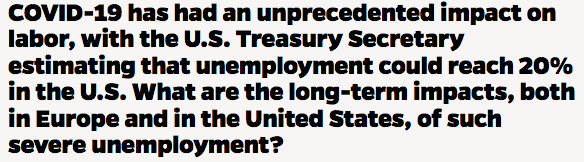 COVID-19 has had an unprecedented impact on
labor, with the U.S. Treasury Secretary
estimating that unemployment could reach 20%
in the U.S. What are the long-term impacts, both
in Europe and in the United States, of such
severe unemployment?